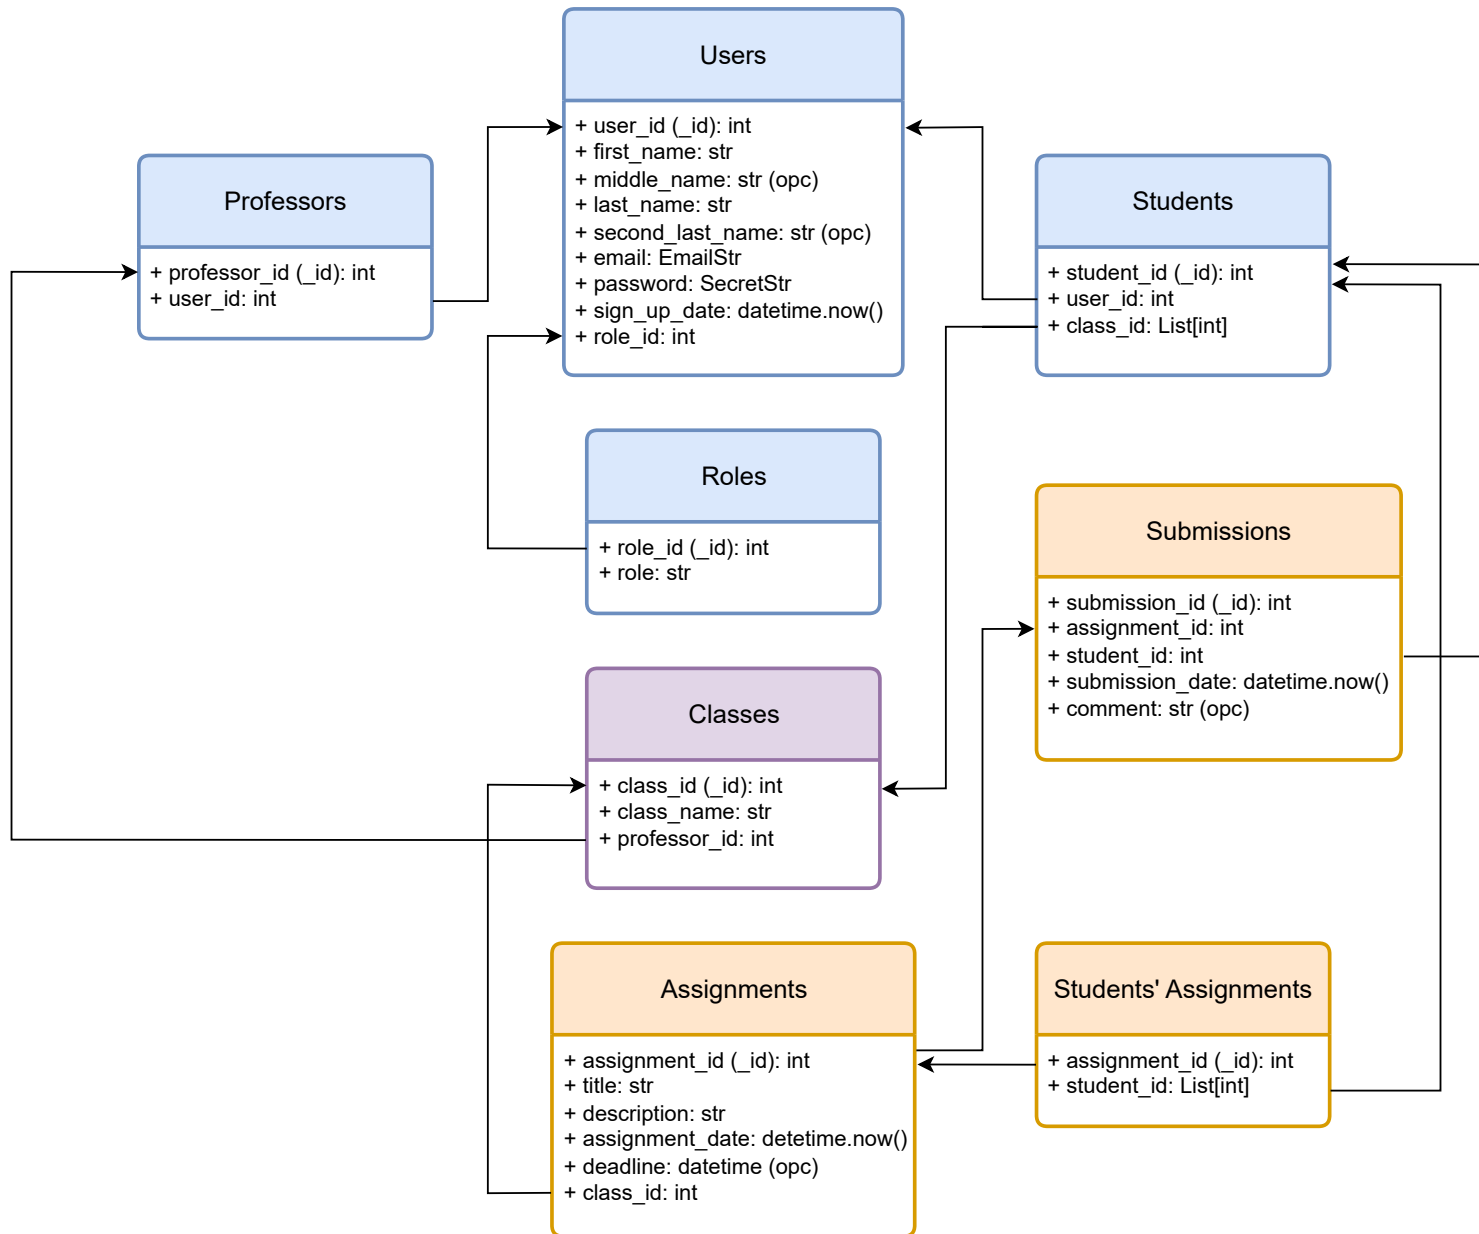 Users
+ user_id (_id): int
+ first_name: str
+ middle_name: str (opc)
+ last_name: str
+ second_last_name: str (opc)
+ email: EmailStr
+ password: SecretStr
+ sign_up_date: datetime.now()
+ role_id: int
Professors
+ professor_id (_id): int
+ user_id: int
Students
+ student_id (_id): int
+ user_id: int
+ class_id: List[int]
Roles
+ role_id (_id): int
+ role: str
Submissions
+ submission_id (_id): int
+ assignment_id: int
+ student_id: int
+ submission_date: datetime.now()
+ comment: str (opc)
Classes
+ class_id (_id): int
+ class_name: str
+ professor_id: int
Assignments
+ assignment_id (_id): int
+ title: str
+ description: str
+ assignment_date: detetime.now()
+ deadline: datetime (opc)
+ class_id: int
Students' Assignments
+ assignment_id (_id): int
+ student_id: List[int]